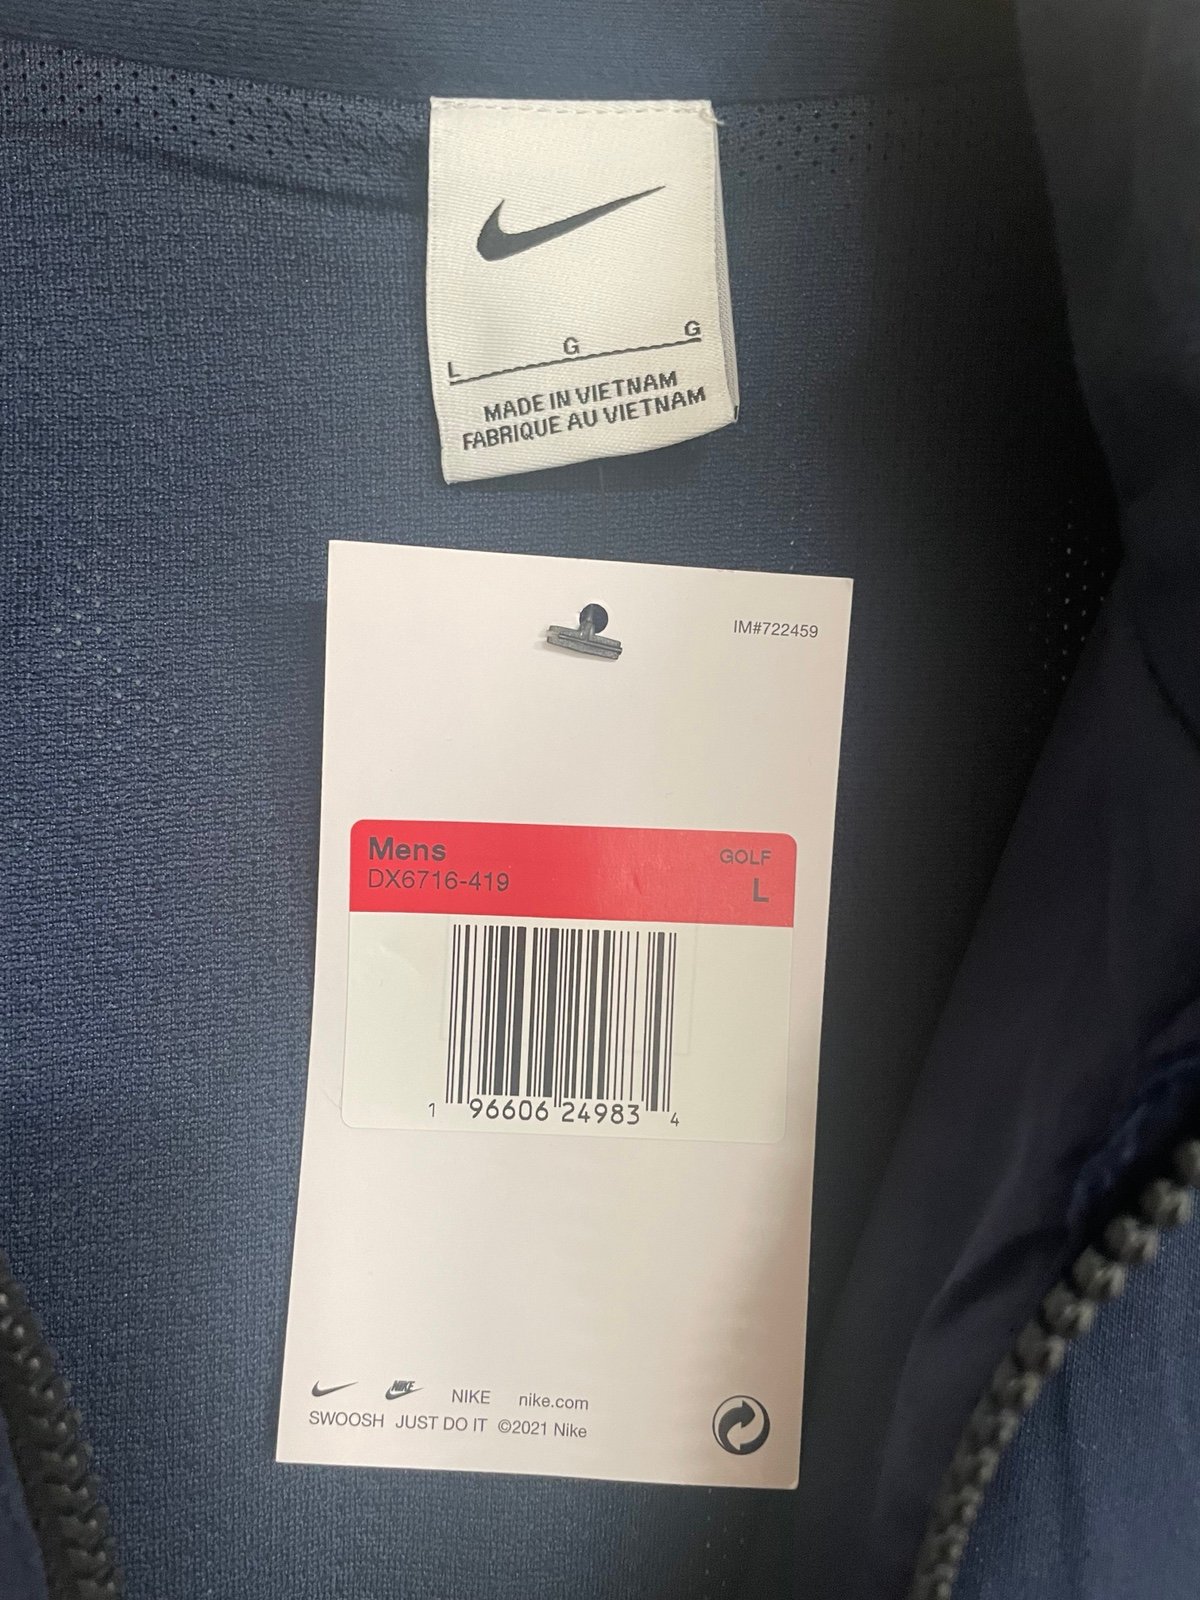 L G G
MADE IN VIETNAM
FABRIQUE AU VIETNAM
IM#722459
Mens GOLF
DX6716-419 L
1 96606 24983 4
NIKE NIKE nike.com
SWOOSH JUST DO IT ©2021 Nike